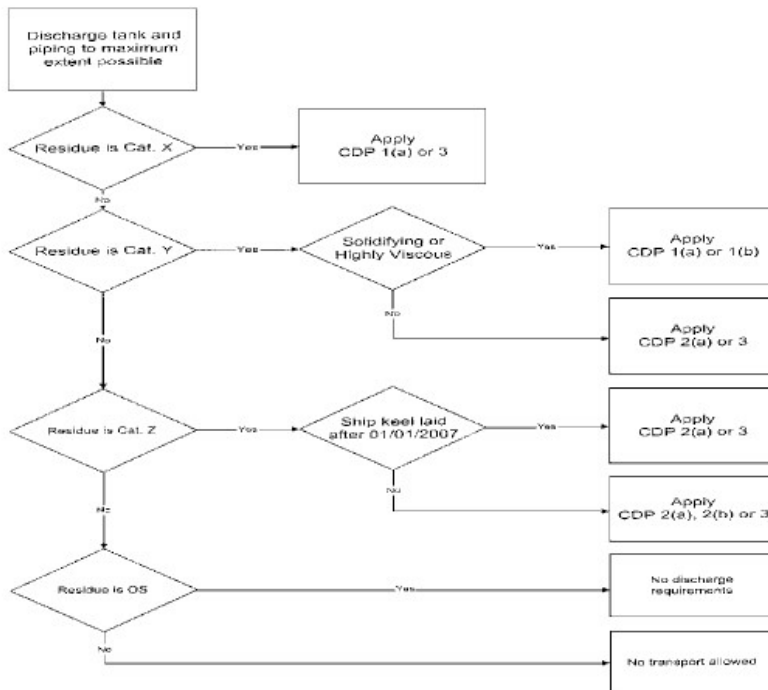 Discharge tank and
piping to maximum
extent possible
Residue is Cat. X
Yes
Apply
CDP 1(a) or 3
No
Residue is Cat. Y
Yes
Solidifying or
Highly Viscous
Yes
Apply
CDP 1(a) or 1(b)
No
Apply
CDP 2(a) or 3
No
Residue is Cat. Z
Yes
Ship keel laid
after 01/01/2007
Yes
Apply
CDP 2(a) or 3
No
Apply
CDP 2(a), 2(b) or 3
No
Residue is OS
Yes
No discharge
requirements
No
No transport allowed